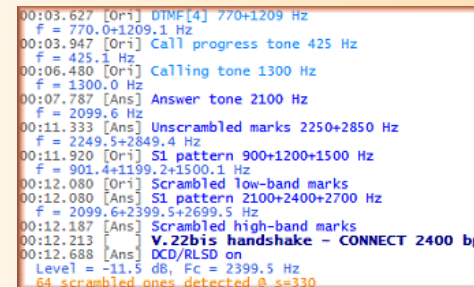 00:03.627 [Ori] DTMF[4] 770+1209 Hz
f = 770.0+1209.1 Hz
00:03.947 [Ori] Call progress tone 425 Hz
f = 425.1 Hz
00:06.480 [Ori] Calling tone 1300 Hz
f = 1300.0 Hz
00:07.787 [Ans] Answer tone 2100 Hz
f = 2099.6 Hz
00:11.333 [Ans] Unscrambled marks 2250+2850 Hz
f = 2249.5+2849.4 Hz
00:11.920 [Ori] S1 pattern 900+1200+1500 Hz
f = 901.4+1199.2+1500.1 Hz
00:12.080 [Ori] Scrambled low-band marks
00:12.080 [Ans] S1 pattern 2100+2400+2700 Hz
f = 2099.6+2399.5+2699.5 Hz
00:12.187 [Ans] Scrambled high-band marks
00:12.213 [ ] V.22bis handshake - CONNECT 2400 bp
00:12.688 [Ans] DCD/RLSD on
Level = -11.5 dB, Fc = 2399.5 Hz
64 scrambled ones detected @ s=330